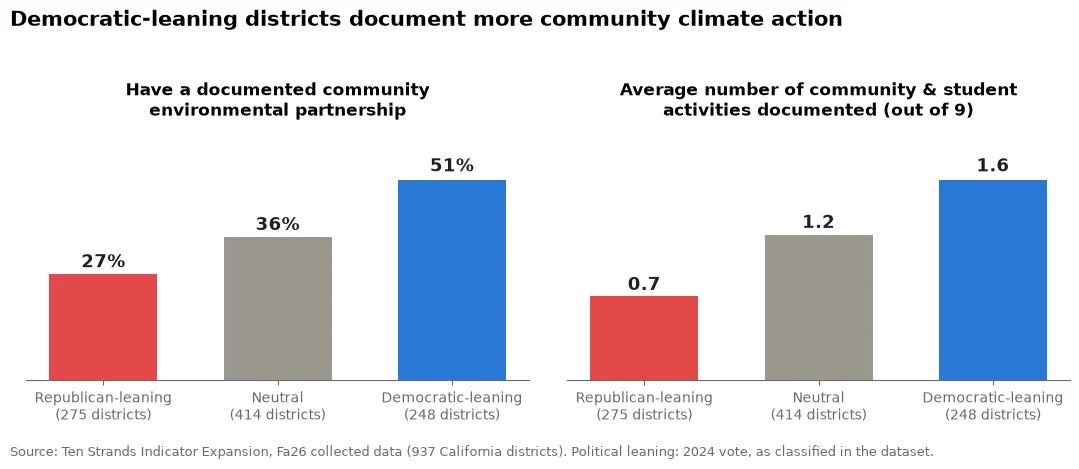 Democratic-leaning districts document more community climate action
Have a documented community
environmental partnership
51%
36%
27%
Republican-leaning
(275 districts)
Neutral
(414 districts)
Democratic-leaning
(248 districts)
Average number of community & student
activities documented (out of 9)
1.6
1.2
0.7
Republican-leaning
(275 districts)
Neutral
(414 districts)
Democratic-leaning
(248 districts)
Source: Ten Strands Indicator Expansion, Fa26 collected data (937 California districts). Political leaning: 2024 vote, as classified in the dataset.